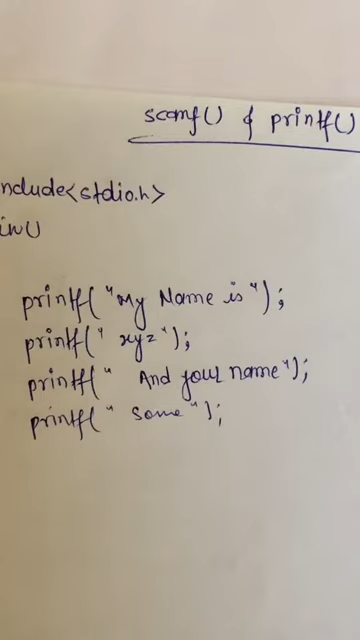 scanf() & printf()
nclude<stdio.h>
in()
printf("My Name is");
printf(" xyz");
printf(" And your name");
printf(" Some");